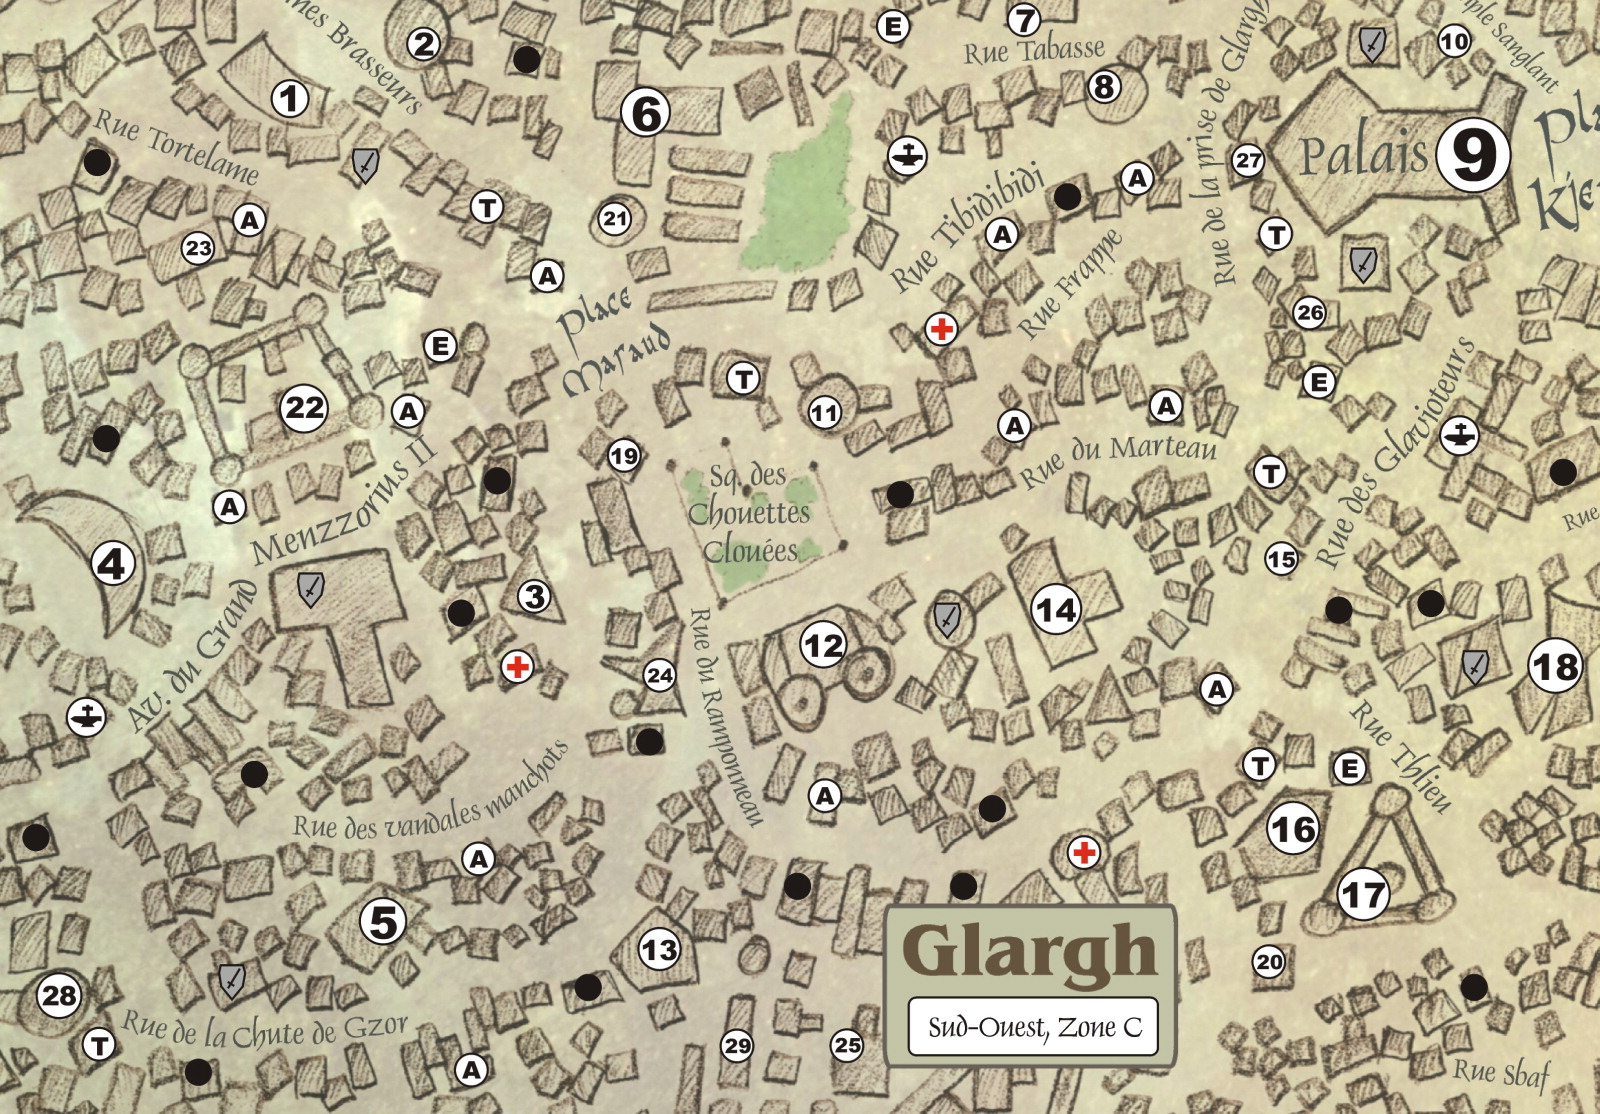 mes Brasseurs
2
E
7
Rue Tabasse
10
1
6
8
Rue de la prise de Glargh
Rue Tortelame
27
Palais
9
A
T
21
A
23
A
Rue Tibidibidi
A
T
A
Place
Maraud
Rue Frappe
26
E
T
11
E
22
A
A
A
19
Sq. des
Chouettes
Clouées
Rue du Marteau
T
Rue des Glavioteurs
A
Av. du Grand
Menzzorius II
15
Rue
4
3
12
14
18
24
A
Rue du Ramponneau
Rue Thlieu
T
E
Rue des vandales manchots
A
A
16
17
5
13
20
28
T
Rue de la Chute de Gzor
A
29
25
Glargh
Sud-Ouest, Zone C
Rue Sbaf